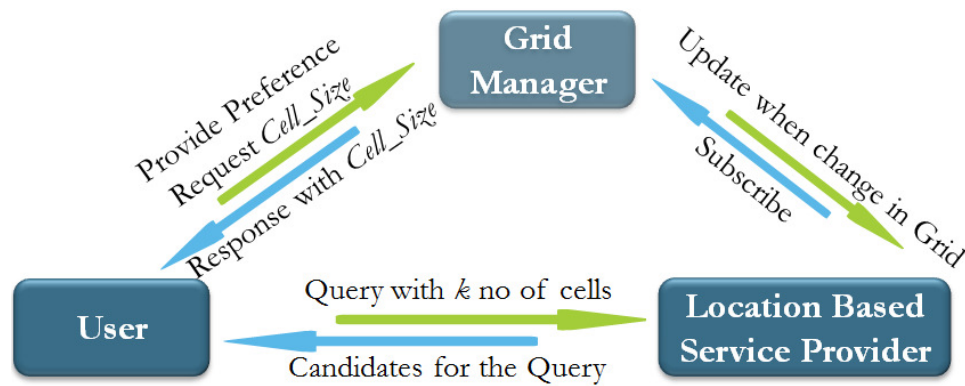 Grid
Manager
Provide Preference
Request Cell_Size
Response with Cell_Size
Update when change in Grid
Subscribe
User
Query with k no of cells
Candidates for the Query
Location Based
Service Provider